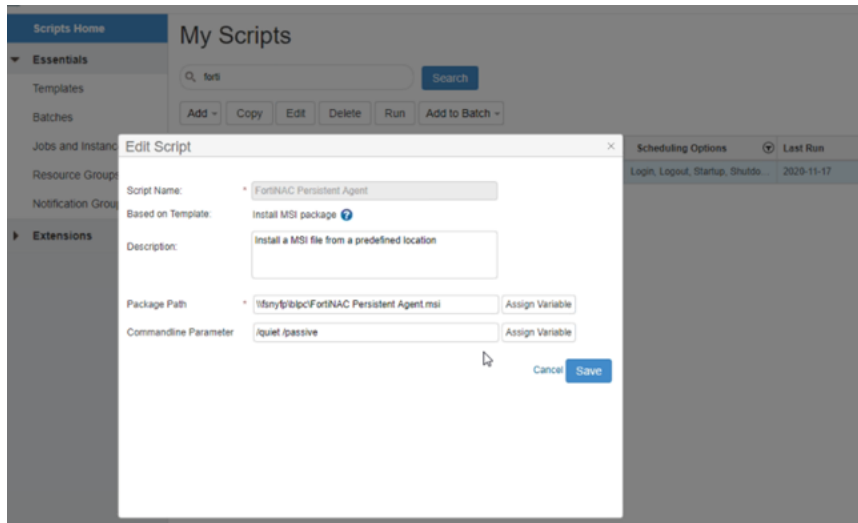 Scripts Home
Essentials
Templates
Batches
Jobs and Instanc
Resource Groups
Notification Grou
Extensions
My Scripts
forti
Search
Add
Copy
Edit
Delete
Run
Add to Batch
Scheduling Options
Last Run
Login, Logout, Startup, Shutdo...
2020-11-17
Edit Script
×
Script Name:
* FortiNAC Persistent Agent
Based on Template:
Install MSI package ?
Description:
Install a MSI file from a predefined location
Package Path
* \\fsnyfp\blpc\FortiNAC Persistent Agent.msi
Assign Variable
Commandline Parameter
/quiet /passive
Assign Variable
Cancel
Save